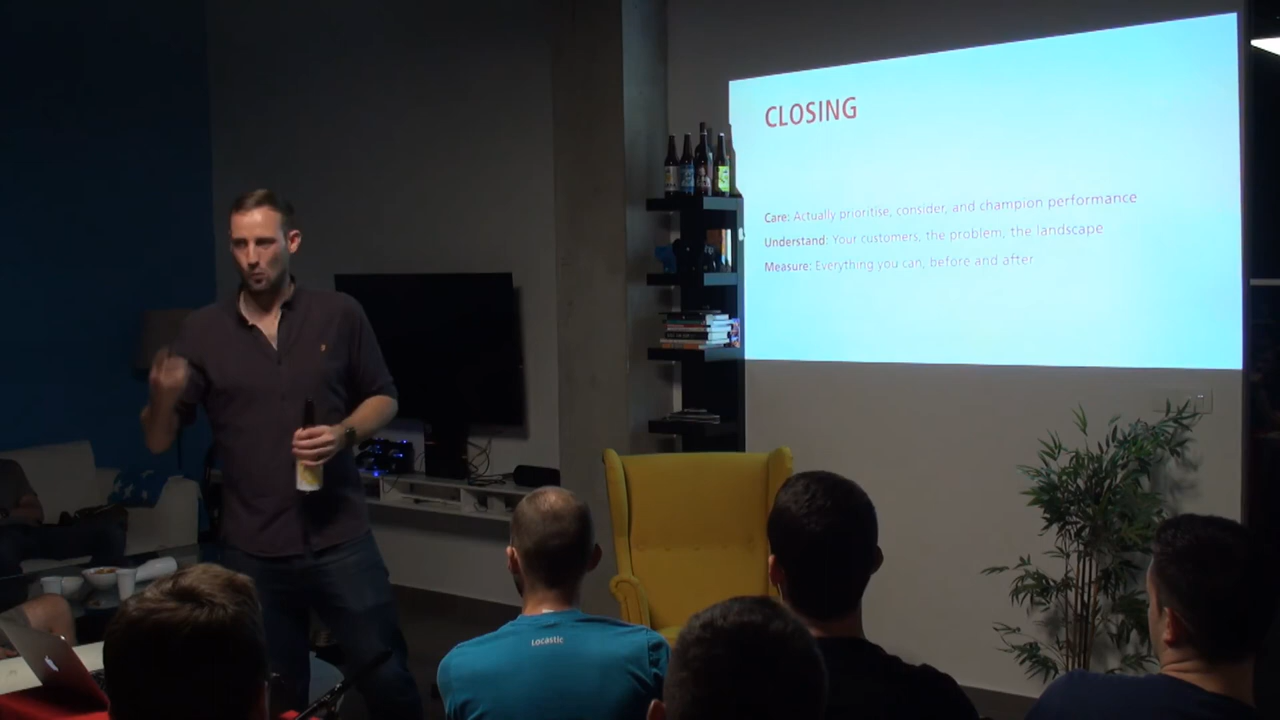 CLOSING
Care: Actually prioritise, consider, and champion performance
Understand: Your customers, the problem, the landscape
Measure: Everything you can, before and after
Locastic